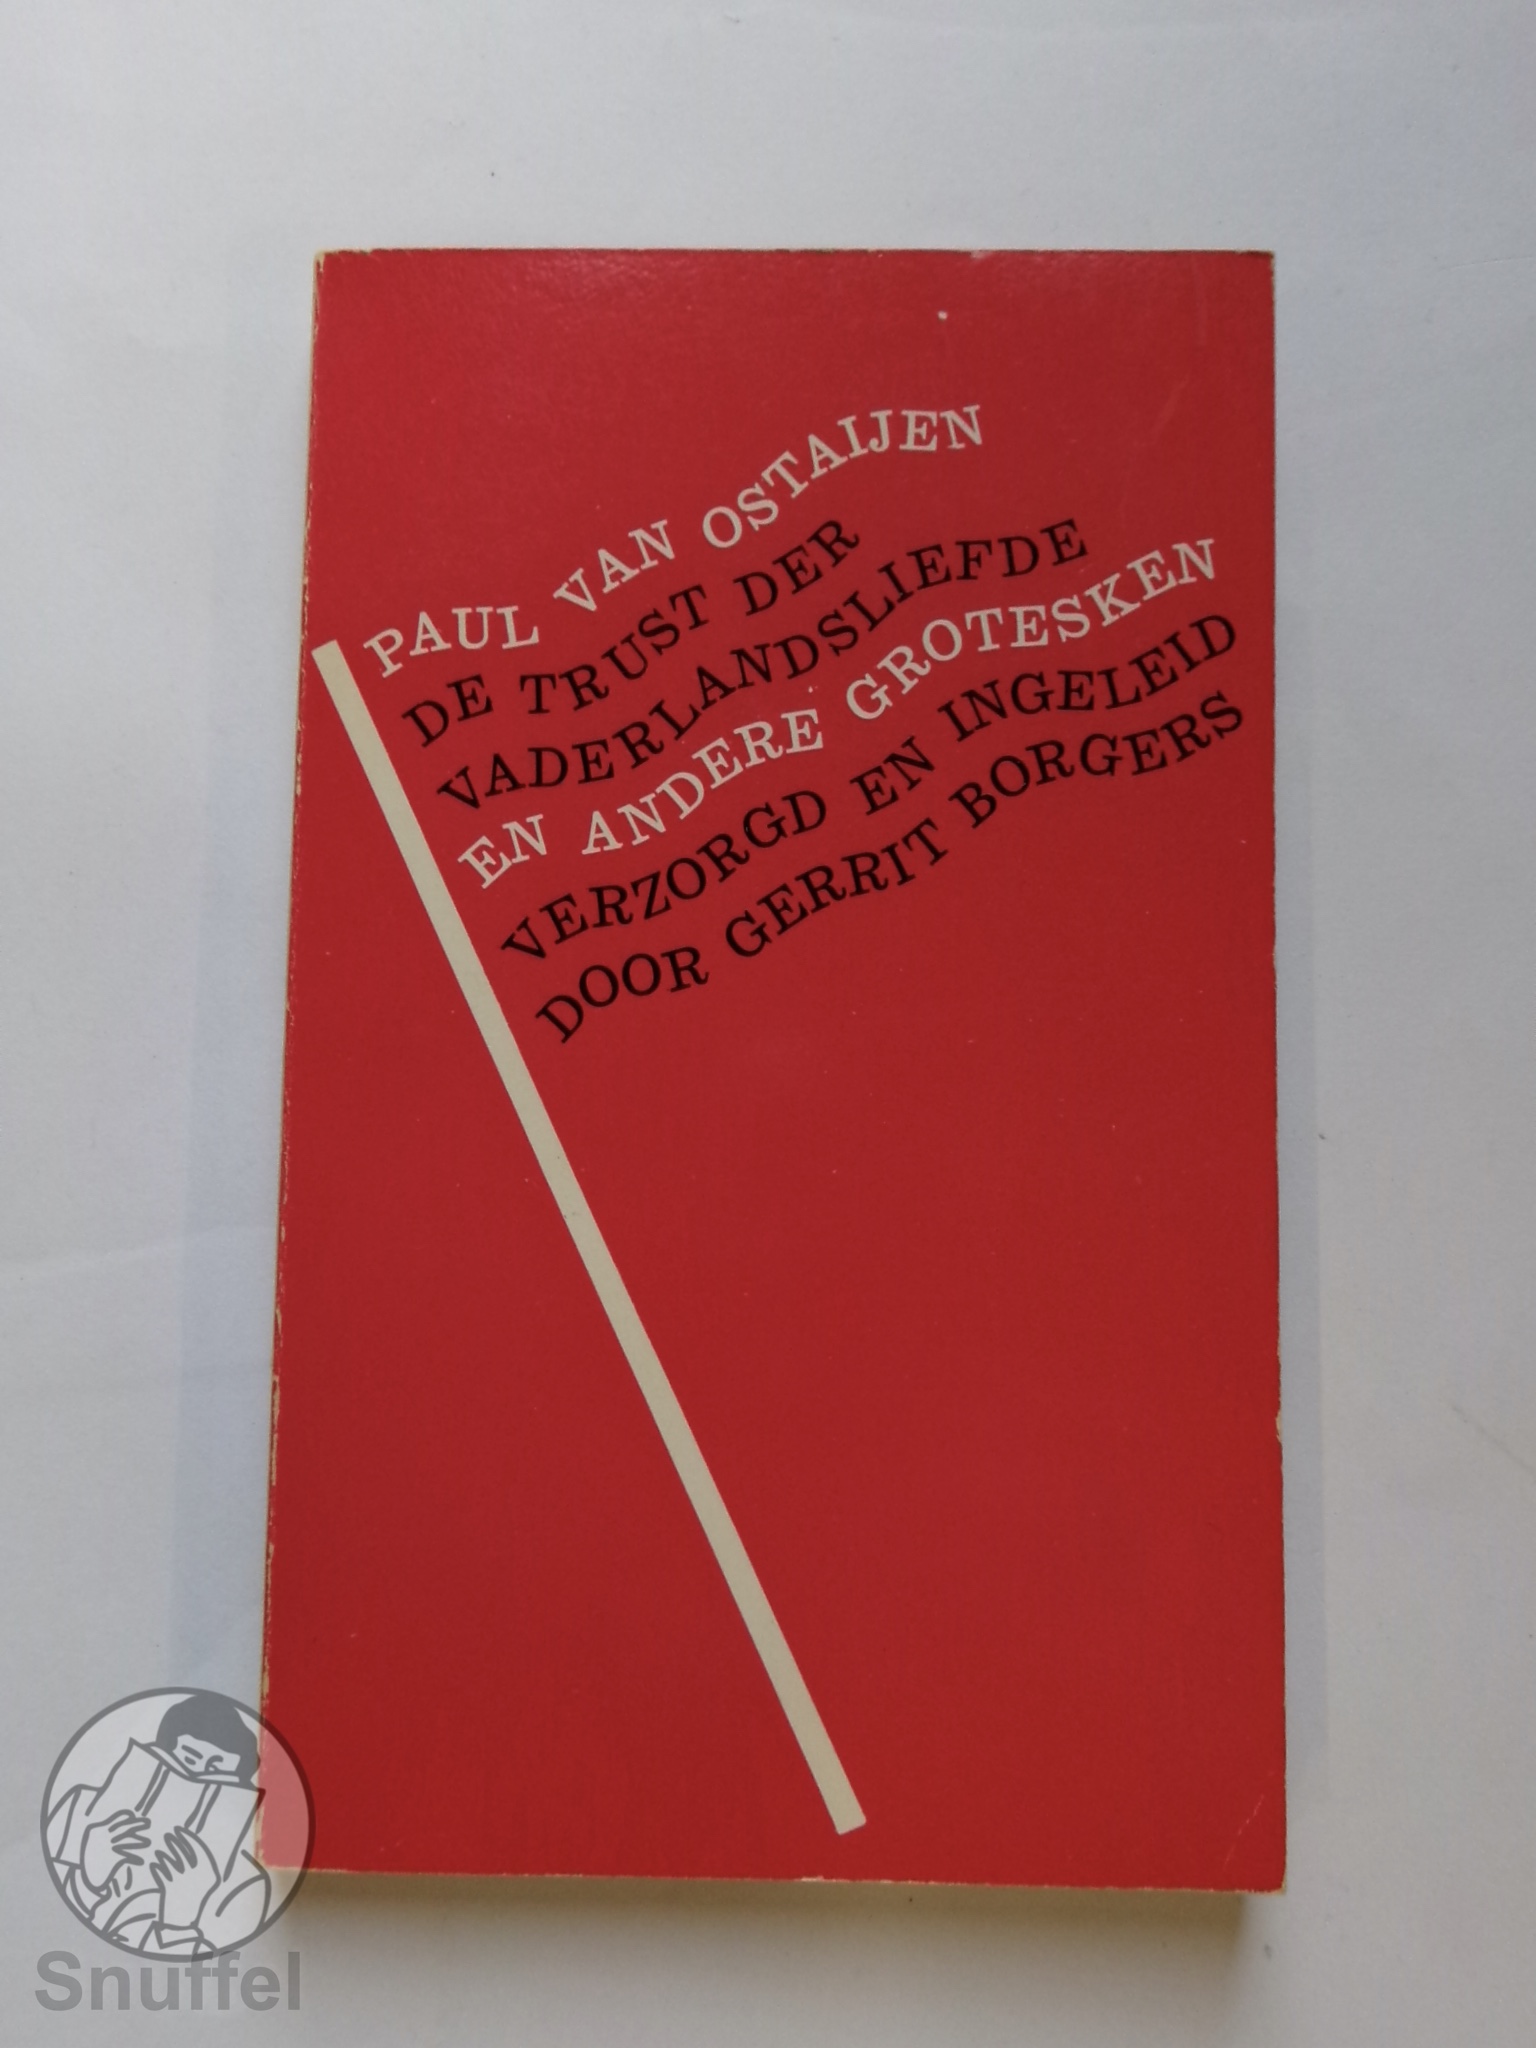 PAUL VAN OSTAIJEN
DE TRUST DER
VADERLANDSLIEFDE
EN ANDERE GROTESKEN
VERZORGD EN INGELEID
DOOR GERRIT BORGERS
Snuffel